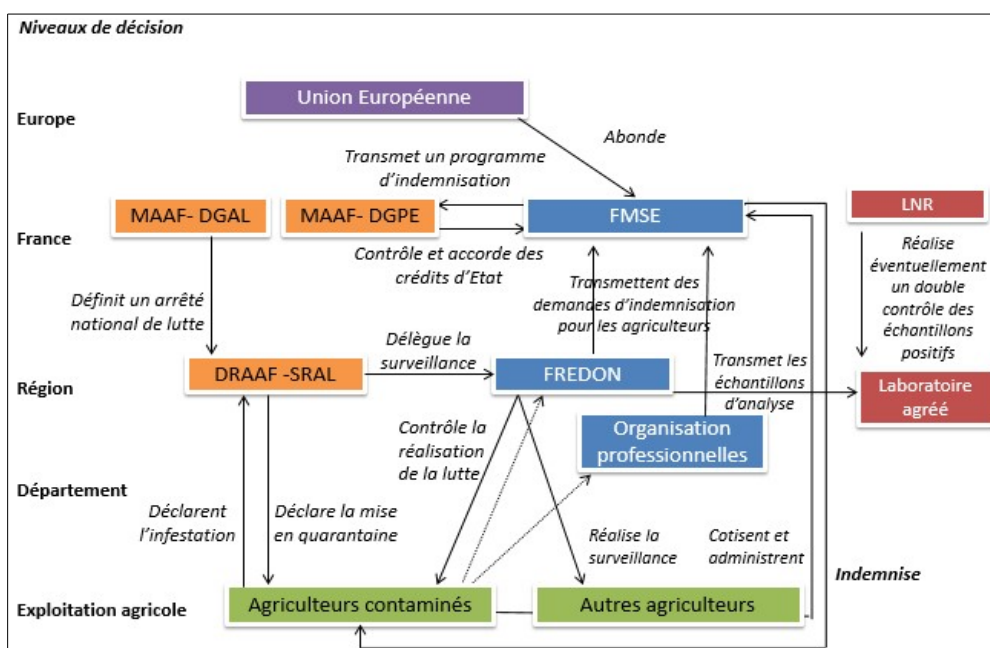 Niveaux de décision
Union Européenne
Europe
Abonde
Transmet un programme
d'indemnisation
MAAF- DGAL
MAAF- DGPE
FMSE
LNR
France
Contrôle et accorde des
crédits d'Etat
Réalise
éventuellement
un double
contrôle des
échantillons
positifs
Définit un arrêté
national de lutte
Transmettent des
demandes d'indemnisation
pour les agriculteurs
Délègue la
surveillance
DRAAF -SRAL
FREDON
Transmet les
échantillons
d'analyse
Région
Laboratoire
agréé
Contrôle la
réalisation
de la lutte
Organisation
professionnelles
Département
Déclarent
l'infestation
Déclare la mise
en quarantaine
Réalise la
surveillance
Cotisent et
administrent
Indemnise
Exploitation agricole
Agriculteurs contaminés
Autres agriculteurs